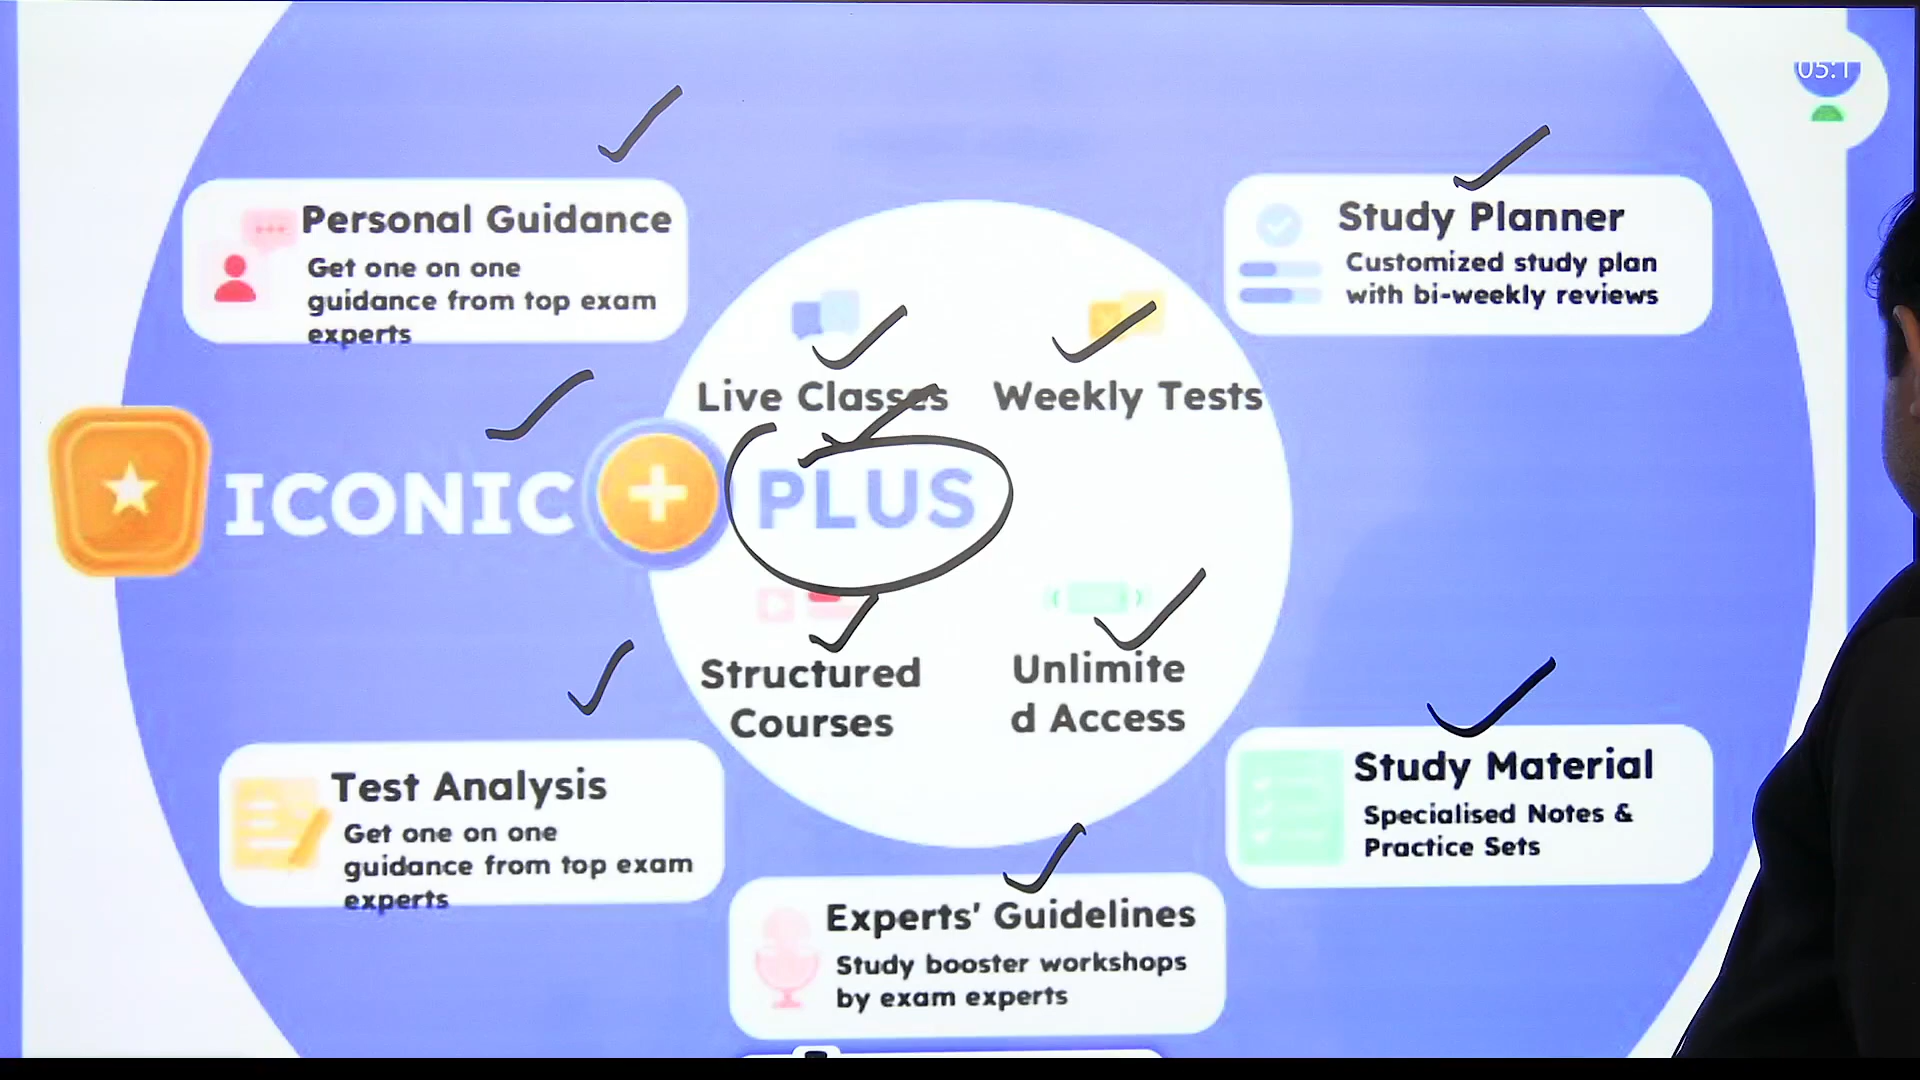 05:1
Personal Guidance
Get one on one
guidance from top exam
experts
Study Planner
Customized study plan
with bi-weekly reviews
Live Classes
Weekly Tests
ICONIC
PLUS
Structured
Courses
Unlimite
d Access
Test Analysis
Get one on one
guidance from top exam
experts
Study Material
Specialised Notes &
Practice Sets
Experts' Guidelines
Study booster workshops
by exam experts